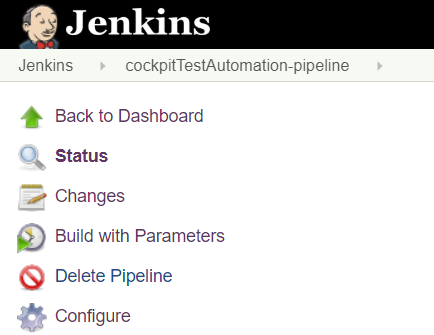 Jenkins
Jenkins cockpitTestAutomation-pipeline
Back to Dashboard
Status
Changes
Build with Parameters
Delete Pipeline
Configure